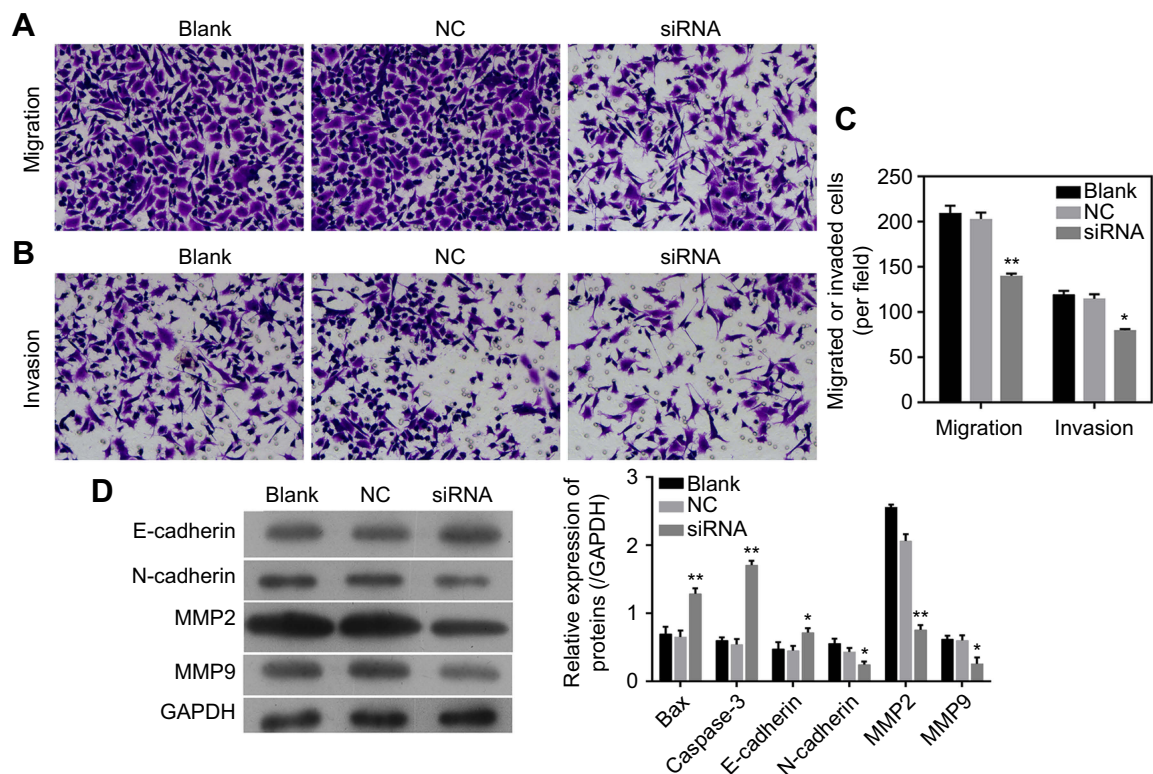 A
Blank NC siRNA
Migration
B
Blank NC siRNA
Invasion
C
Migrated or invaded cells
(per field)
250
200
150
100
50
0
Blank
NC
siRNA
**
*
Migration Invasion
D
Blank NC siRNA
E-cadherin
N-cadherin
MMP2
MMP9
GAPDH
Relative expression of
proteins (/GAPDH)
3
2
1
0
Blank
NC
siRNA
**
**
*
*
**
*
Bax
Caspase-3
E-cadherin
N-cadherin
MMP2
MMP9